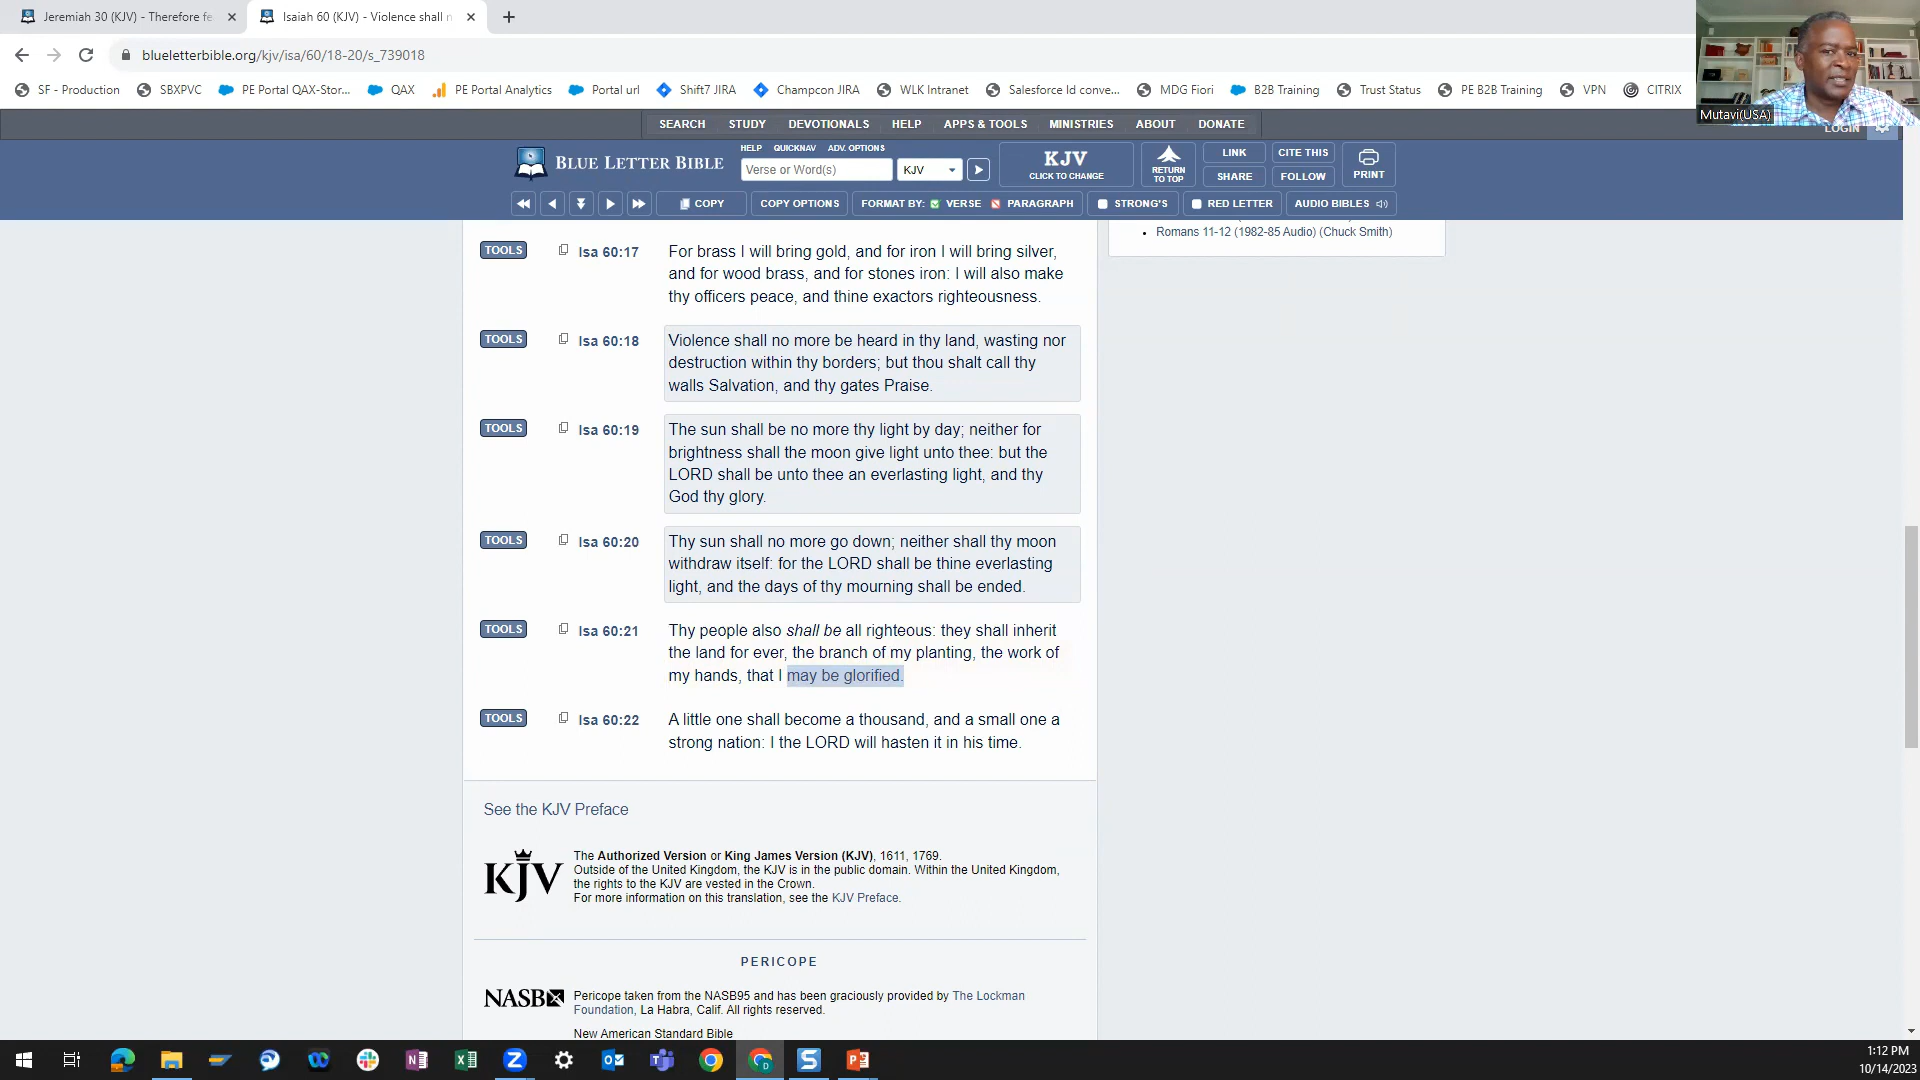 Jeremiah 30 (KJV) - Therefore fe
Isaiah 60 (KJV) - Violence shall n
blueletterbible.org/kjv/isa/60/18-20/s_739018
SF - Production
SBXPVC
PE Portal QAX-Stor...
QAX
PE Portal Analytics
Portal url
Shift7 JIRA
Champcon JIRA
WLK Intranet
Salesforce Id conve...
MDG Fiori
B2B Training
Trust Status
PE B2B Training
VPN
CITRIX
Mutavi(USA)
SEARCH STUDY DEVOTIONALS HELP APPS & TOOLS MINISTRIES ABOUT DONATE
LOGIN
BLUE LETTER BIBLE
HELP QUICKNAV ADV. OPTIONS
Verse or Word(s)
KJV
KJV
CLICK TO CHANGE
RETURN
TO TOP
LINK
CITE THIS
SHARE
FOLLOW
PRINT
COPY
COPY OPTIONS
FORMAT BY: VERSE PARAGRAPH
STRONG'S
RED LETTER
AUDIO BIBLES
Romans 11-12 (1982-85 Audio) (Chuck Smith)
TOOLS Isa 60:17 For brass I will bring gold, and for iron I will bring silver,
and for wood brass, and for stones iron: I will also make
thy officers peace, and thine exactors righteousness.
TOOLS Isa 60:18 Violence shall no more be heard in thy land, wasting nor
destruction within thy borders; but thou shalt call thy
walls Salvation, and thy gates Praise.
TOOLS Isa 60:19 The sun shall be no more thy light by day; neither for
brightness shall the moon give light unto thee: but the
LORD shall be unto thee an everlasting light, and thy
God thy glory.
TOOLS Isa 60:20 Thy sun shall no more go down; neither shall thy moon
withdraw itself: for the LORD shall be thine everlasting
light, and the days of thy mourning shall be ended.
TOOLS Isa 60:21 Thy people also shall be all righteous: they shall inherit
the land for ever, the branch of my planting, the work of
my hands, that I may be glorified.
TOOLS Isa 60:22 A little one shall become a thousand, and a small one a
strong nation: I the LORD will hasten it in his time.
See the KJV Preface
KJV
The Authorized Version or King James Version (KJV), 1611, 1769.
Outside of the United Kingdom, the KJV is in the public domain. Within the United Kingdom,
the rights to the KJV are vested in the Crown.
For more information on this translation, see the KJV Preface.
PERICOPE
NASB
Pericope taken from the NASB95 and has been graciously provided by The Lockman
Foundation, La Habra, Calif. All rights reserved.
New American Standard Bible
1:12 PM
10/14/2023